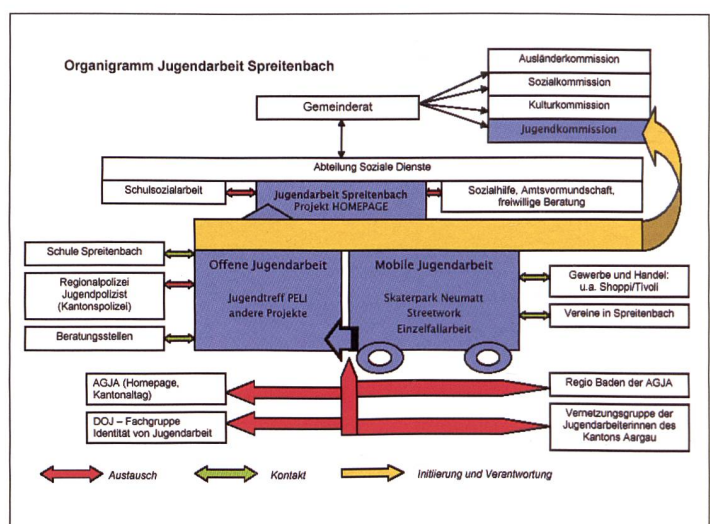 Organigramm Jugendarbeit Spreitenbach
Ausländerkommission
Sozialkommission
Kulturkommission
Jugendkommission
Gemeinderat
Abteilung Soziale Dienste
Schulsozialarbeit
Jugendarbeit Spreitenbach
Projekt HOMEPAGE
Sozialhilfe, Amtsvormundschaft,
freiwillige Beratung
Schule Spreitenbach
Regionalpolizei
Jugendpolizist
(Kantonspolizei)
Beratungsstellen
Offene Jugendarbeit
Jugendtreff PELI
andere Projekte
Mobile Jugendarbeit
Skaterpark Neumatt
Streetwork
Einzelfallarbeit
Gewerbe und Handel:
u.a. Shoppi/Tivoli
Vereine in Spreitenbach
AGJA (Homepage,
Kantonaltag)
DOJ – Fachgruppe
Identität von Jugendarbeit
Regio Baden der AGJA
Vernetzungsgruppe der
Jugendarbeiterinnen des
Kantons Aargau
Austausch
Kontakt
Initiierung und Verantwortung